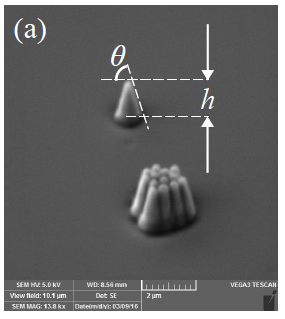 (a)
θ
h
SEM HV: 5.0 kV WD: 8.56 mm VEGA3 TESCAN
View field: 10.1 µm Det: SE 2 µm
SEM MAG: 13.8 kx Date(m/d/y): 03/09/16